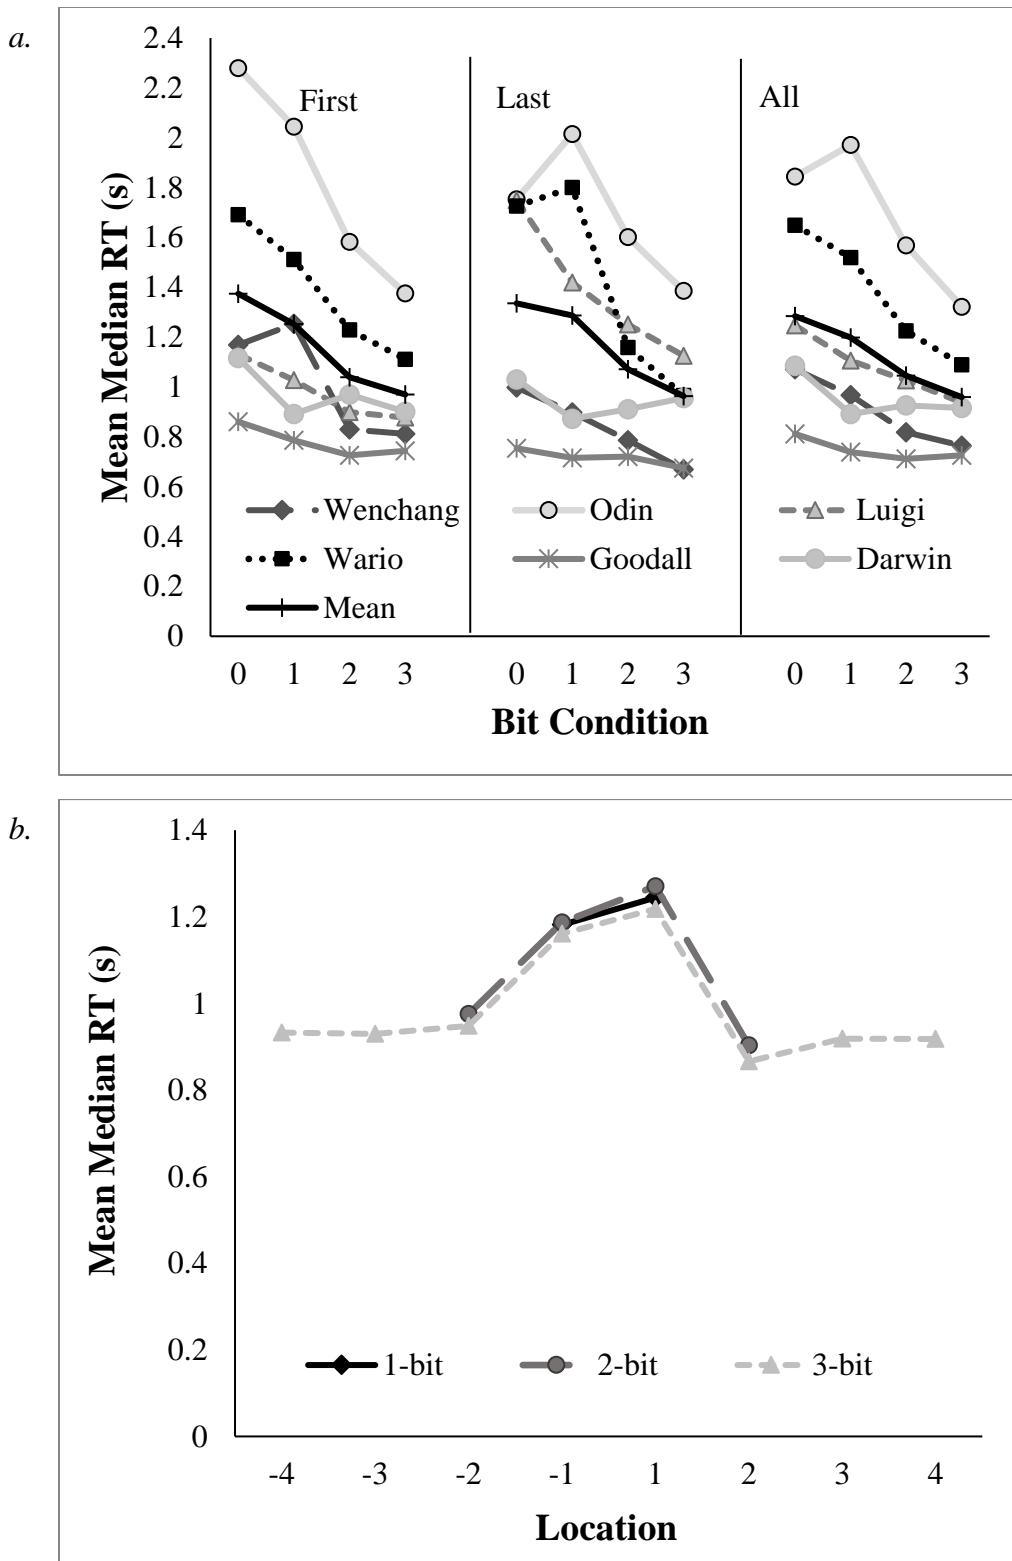 a.
2.4
2.2
2
1.8
1.6
1.4
1.2
1
0.8
0.6
0.4
0.2
0
Mean Median RT (s)
First
Last
All
Wenchang
Odin
Luigi
Wario
Goodall
Darwin
Mean
0 1 2 3 0 1 2 3 0 1 2 3
Bit Condition
b.
1.4
1.2
1
0.8
0.6
0.4
0.2
0
Mean Median RT (s)
1-bit
2-bit
3-bit
-4 -3 -2 -1 1 2 3 4
Location